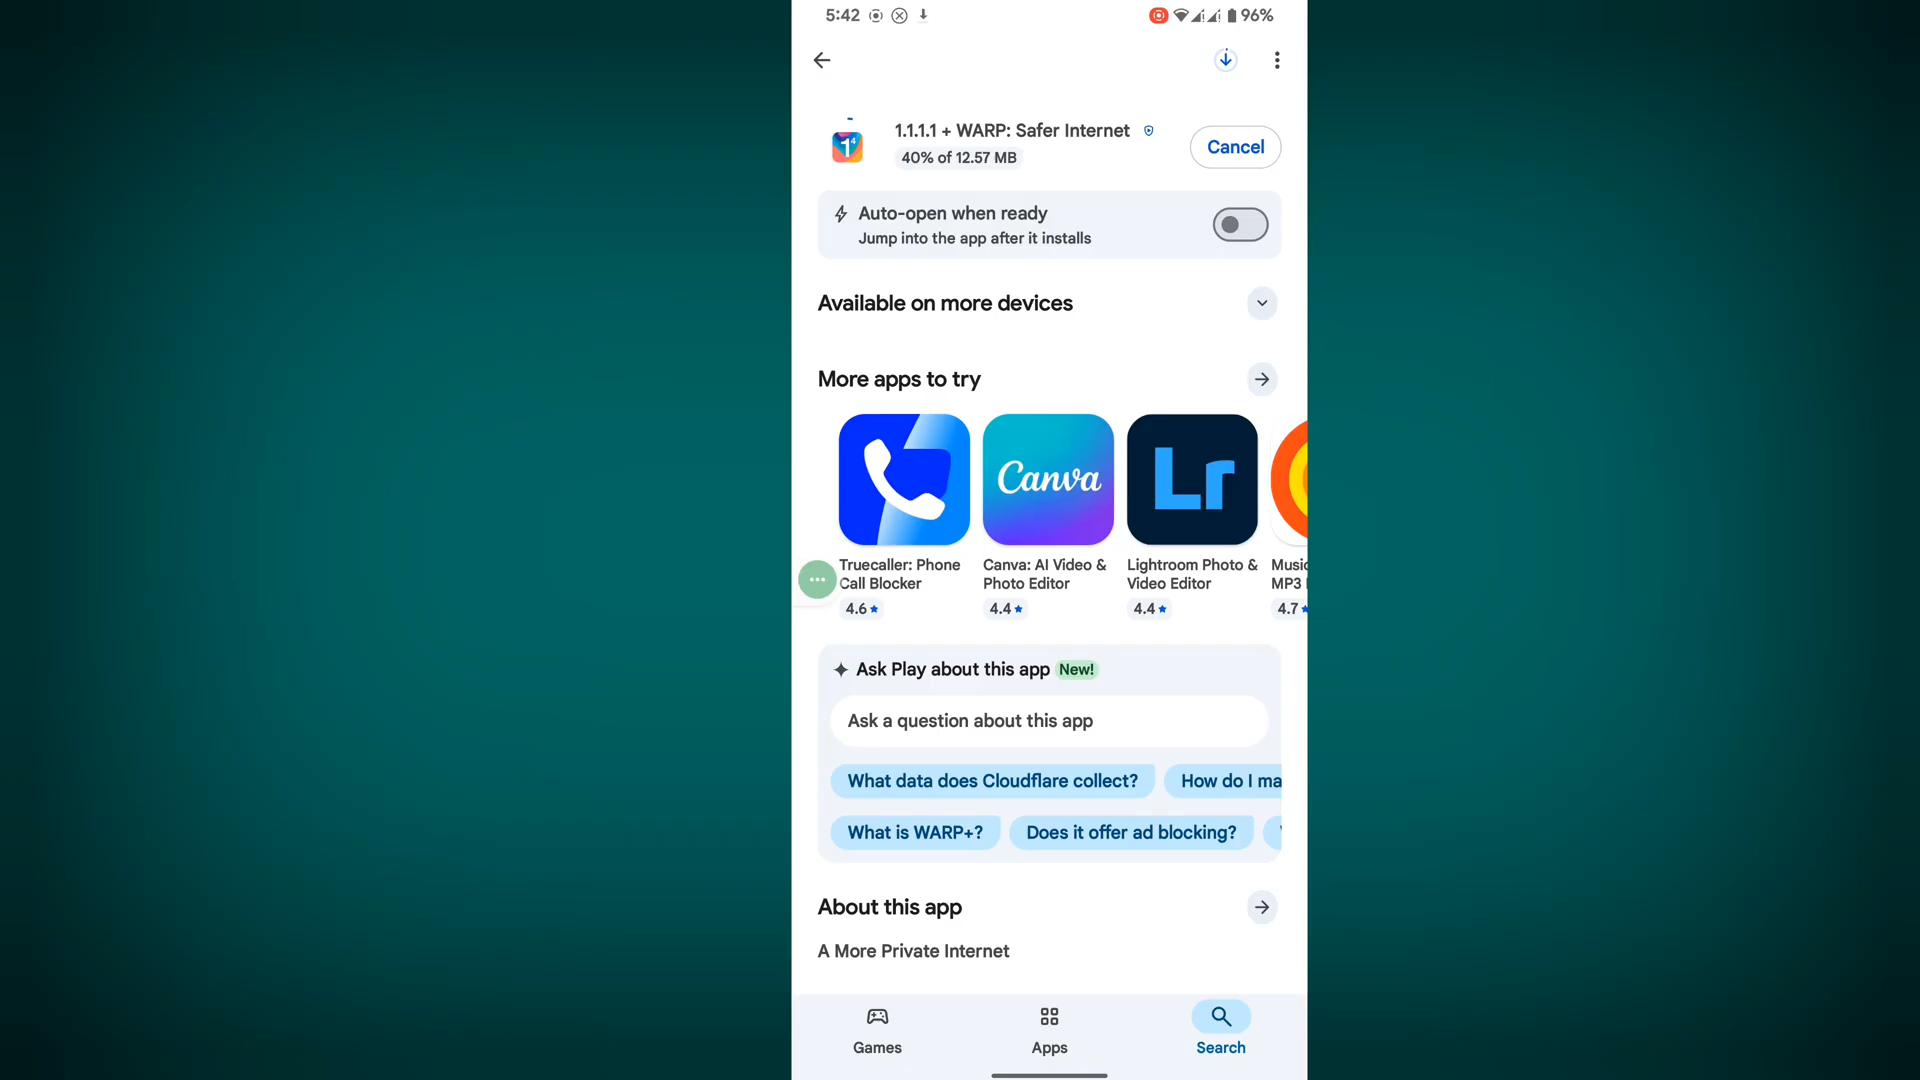 5:42
96%
1.1.1.1 + WARP: Safer Internet
40% of 12.57 MB
Cancel
Auto-open when ready
Jump into the app after it installs
Available on more devices
More apps to try
Canva
Lr
Truecaller: Phone
Call Blocker
4.6
Canva: AI Video &
Photo Editor
4.4
Lightroom Photo &
Video Editor
4.4
Music
MP3
4.7
Ask Play about this app New!
Ask a question about this app
What data does Cloudflare collect?
How do I ma
What is WARP+?
Does it offer ad blocking?
About this app
A More Private Internet
Games
Apps
Search